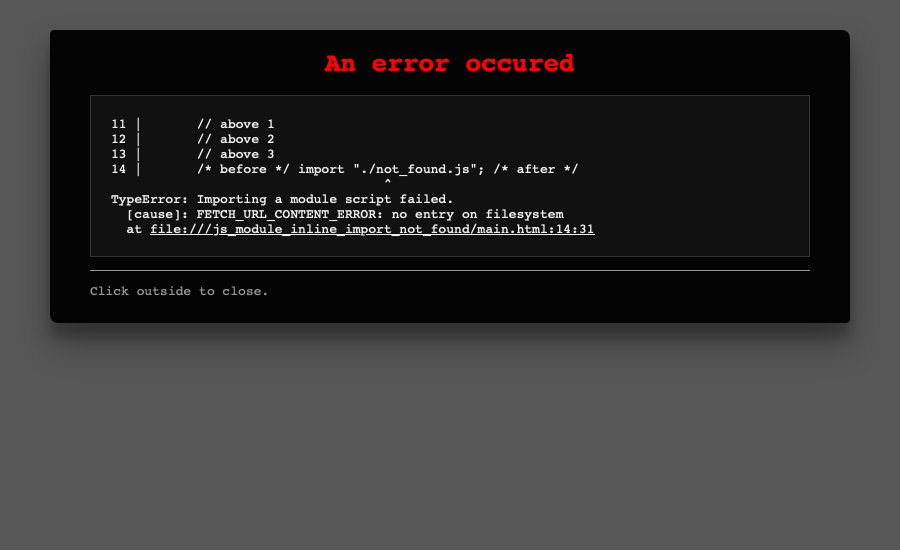 An error occured
11 |       // above 1
12 |       // above 2
13 |       // above 3
14 |       /* before */ import "./not_found.js"; /* after */
                                   ^
TypeError: Importing a module script failed.
  [cause]: FETCH_URL_CONTENT_ERROR: no entry on filesystem
  at file:///js_module_inline_import_not_found/main.html:14:31
Click outside to close.